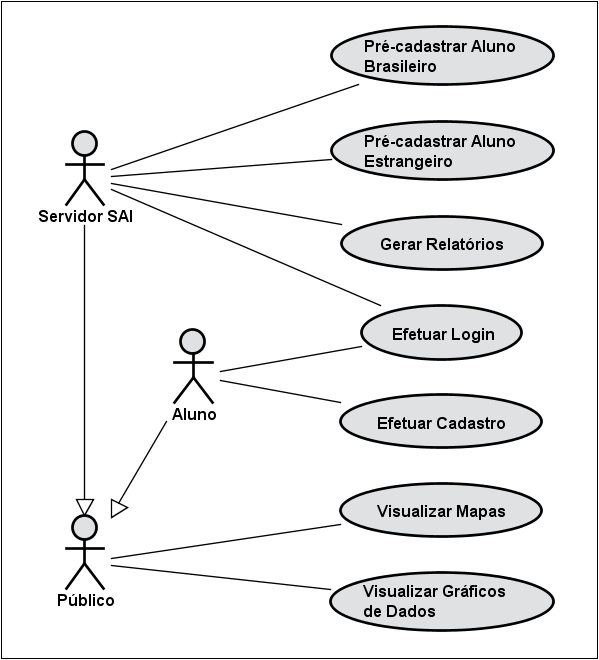 Pré-cadastrar Aluno
Brasileiro
Pré-cadastrar Aluno
Estrangeiro
Servidor SAI
Gerar Relatórios
Efetuar Login
Aluno
Efetuar Cadastro
Visualizar Mapas
Público
Visualizar Gráficos
de Dados